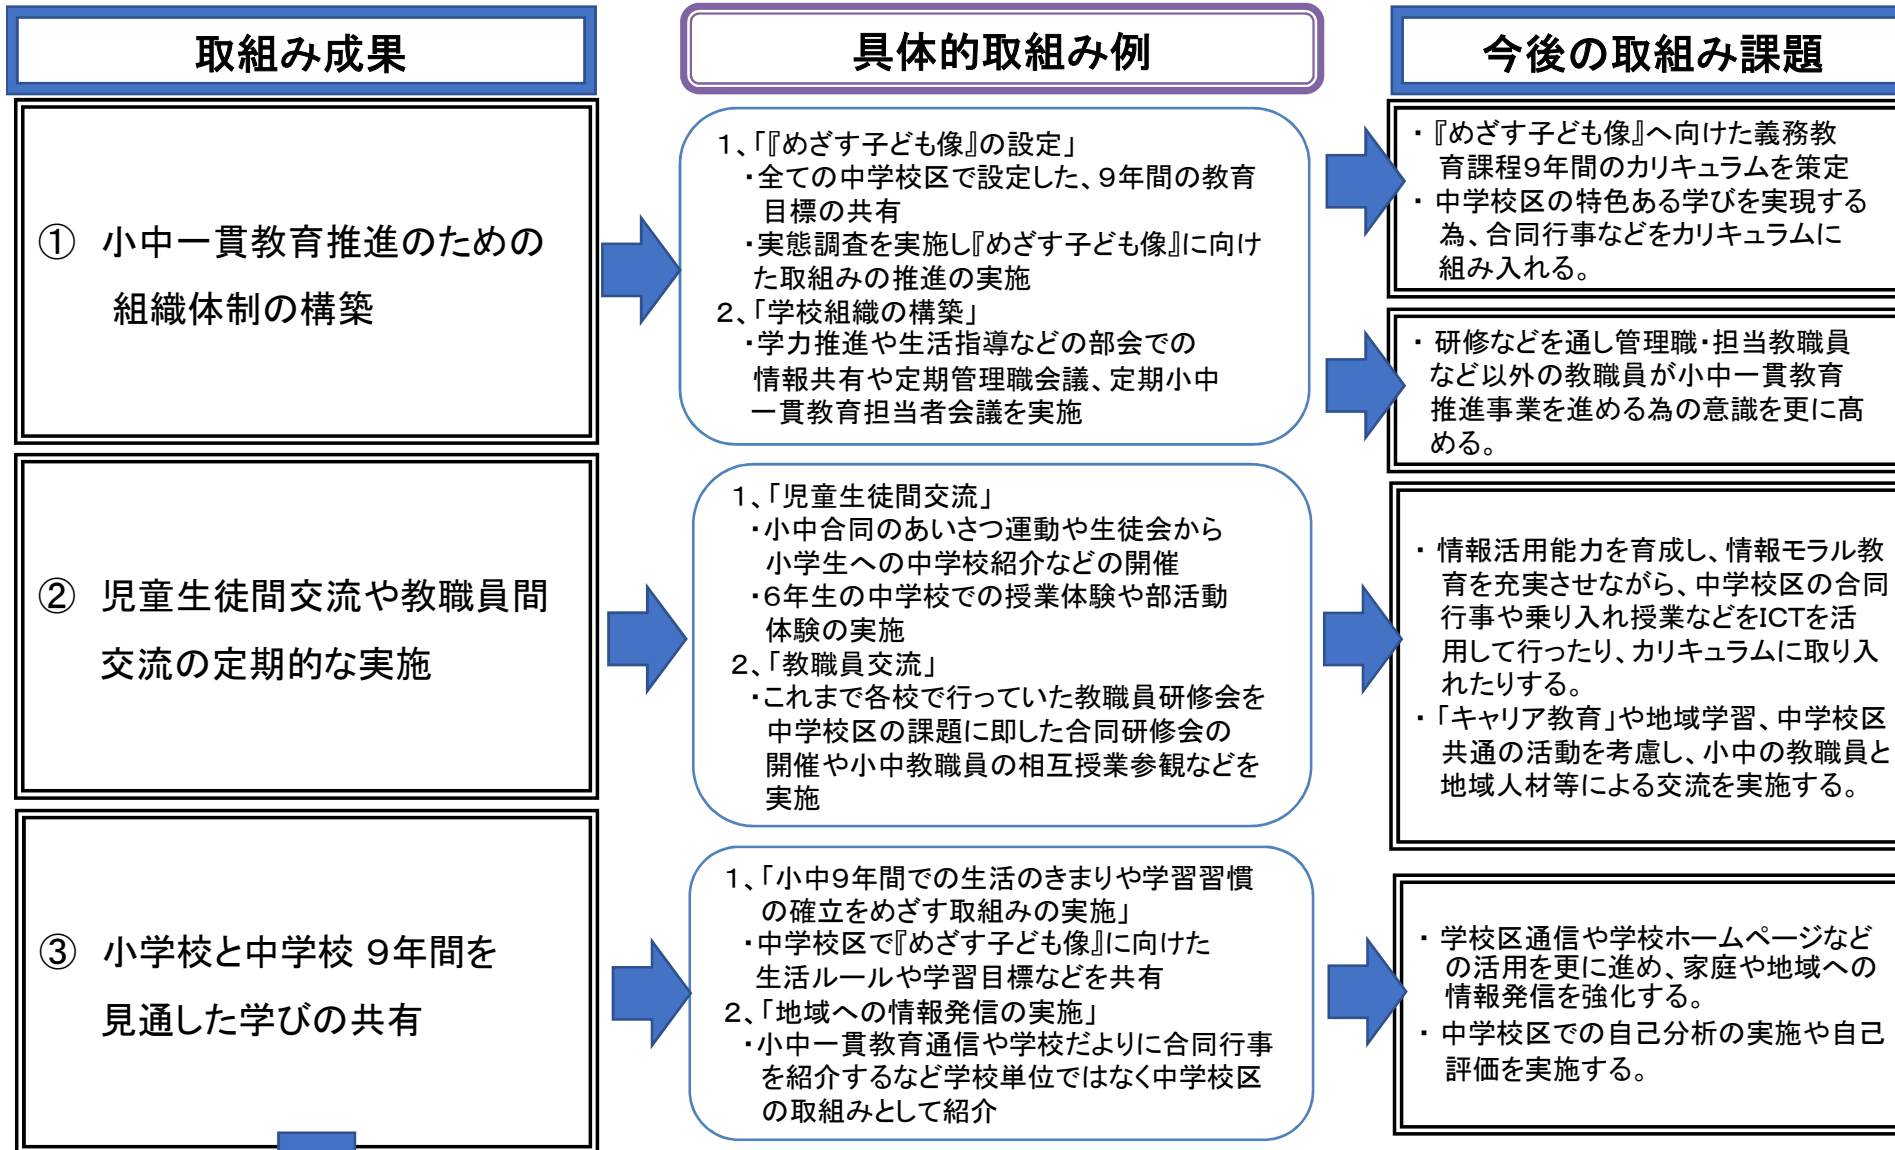 取組み成果
具体的取組み例
今後の取組み課題
① 小中一貫教育推進のための
組織体制の構築
1、「『めざす子ども像』の設定」
・全ての中学校区で設定した、9年間の教育
目標の共有
・実態調査を実施し『めざす子ども像』に向け
た取組みの推進の実施
2、「学校組織の構築」
・学力推進や生活指導などの部会での
情報共有や定期管理職会議、定期小中
一貫教育担当者会議を実施
・『めざす子ども像』へ向けた義務教
育課程9年間のカリキュラムを策定
・中学校区の特色ある学びを実現する
為、合同行事などをカリキュラムに
組み入れる。
・研修などを通し管理職・担当教職員
など以外の教職員が小中一貫教育
推進事業を進める為の意識を更に髙
める。
② 児童生徒間交流や教職員間
交流の定期的な実施
1、「児童生徒間交流」
・小中合同のあいさつ運動や生徒会から
小学生への中学校紹介などの開催
・6年生の中学校での授業体験や部活動
体験の実施
2、「教職員交流」
・これまで各校で行っていた教職員研修会を
中学校区の課題に即した合同研修会の
開催や小中教職員の相互授業参観などを
実施
・情報活用能力を育成し、情報モラル教
育を充実させながら、中学校区の合同
行事や乗り入れ授業などをICTを活
用して行ったり、カリキュラムに取り入
れたりする。
・「キャリア教育」や地域学習、中学校区
共通の活動を考慮し、小中の教職員と
地域人材等による交流を実施する。
③ 小学校と中学校 9年間を
見通した学びの共有
1、「小中9年間での生活のきまりや学習習慣
の確立をめざす取組みの実施」
・中学校区で『めざす子ども像』に向けた
生活ルールや学習目標などを共有
2、「地域への情報発信の実施」
・小中一貫教育通信や学校だよりに合同行事
を紹介するなど学校単位ではなく中学校区
の取組みとして紹介
・学校区通信や学校ホームページなど
の活用を更に進め、家庭や地域への
情報発信を強化する。
・中学校区での自己分析の実施や自己
評価を実施する。